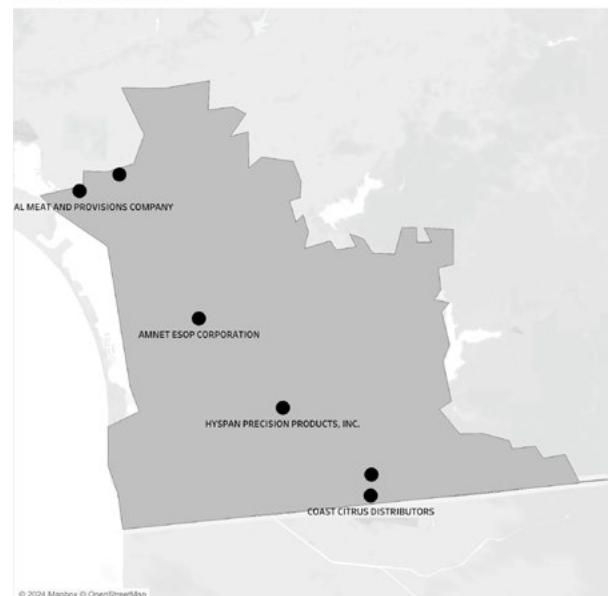 AL MEAT AND PROVISIONS COMPANY
AMNET ESOP CORPORATION
HYSPAN PRECISION PRODUCTS, INC.
COAST CITRUS DISTRIBUTORS
© 2024 Mapbox © OpenStreetMap